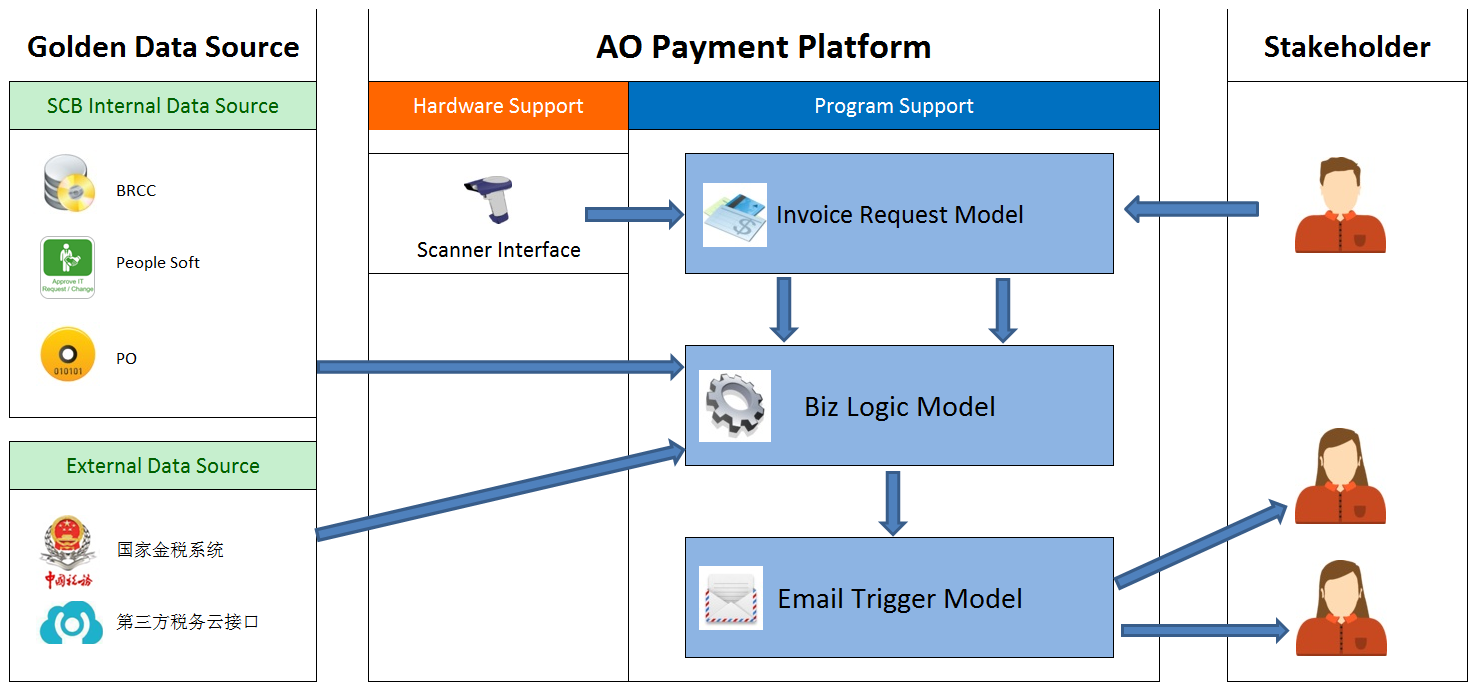 Golden Data Source
AO Payment Platform
Stakeholder
SCB Internal Data Source
Hardware Support
Program Support
BRCC
Approve IT
Request / Change
People Soft
010101
PO
Scanner Interface
$
Invoice Request Model
Biz Logic Model
External Data Source
中国税务
国家金税系统
第三方税务云接口
Email Trigger Model